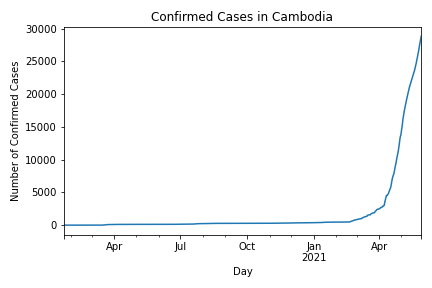 Confirmed Cases in Cambodia
30000
25000
20000
15000
10000
5000
0
Number of Confirmed Cases
Apr
Jul
Oct
Jan
2021
Apr
Day